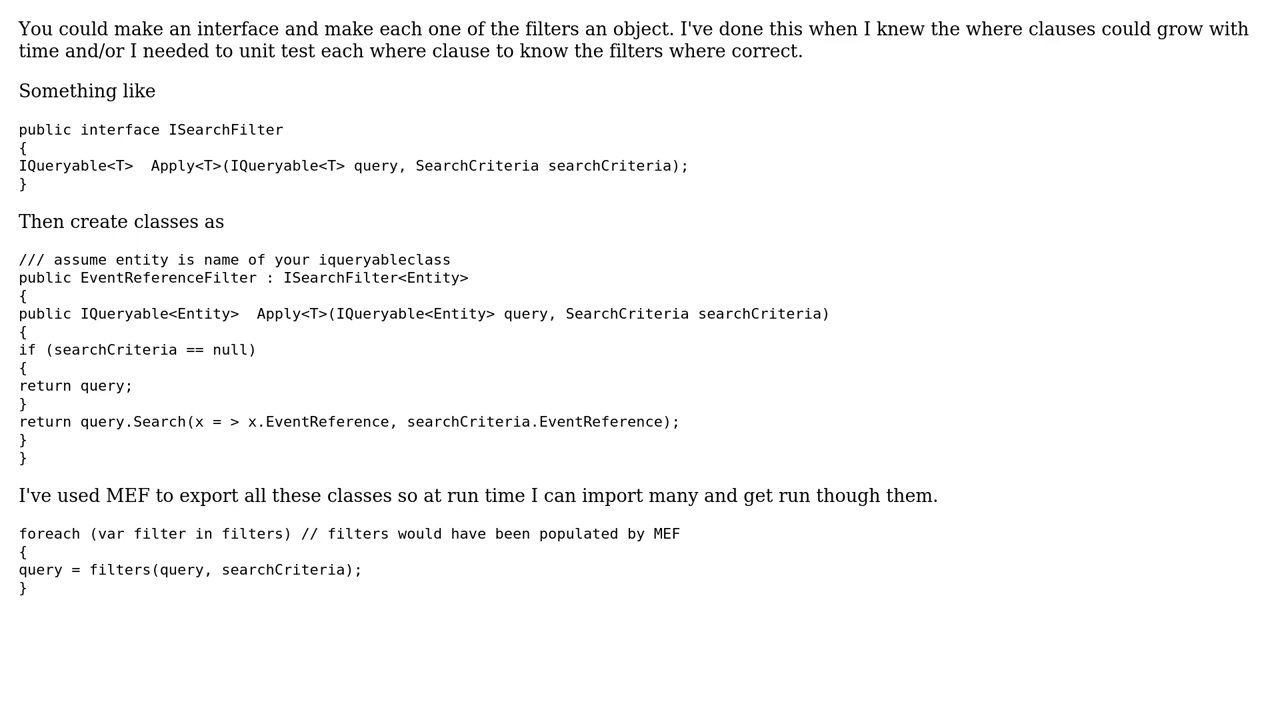 You could make an interface and make each one of the filters an object. I've done this when I knew the where clauses could grow with
time and/or I needed to unit test each where clause to know the filters where correct.
Something like
public interface ISearchFilter
{
IQueryable<T>  Apply<T>(IQueryable<T> query, SearchCriteria searchCriteria);
}
Then create classes as
/// assume entity is name of your iqueryableclass
public EventReferenceFilter : ISearchFilter<Entity>
{
public IQueryable<Entity>  Apply<T>(IQueryable<Entity> query, SearchCriteria searchCriteria)
{
if (searchCriteria == null)
{
return query;
}
return query.Search(x = > x.EventReference, searchCriteria.EventReference);
}
}
I've used MEF to export all these classes so at run time I can import many and get run though them.
foreach (var filter in filters) // filters would have been populated by MEF
{
query = filters(query, searchCriteria);
}